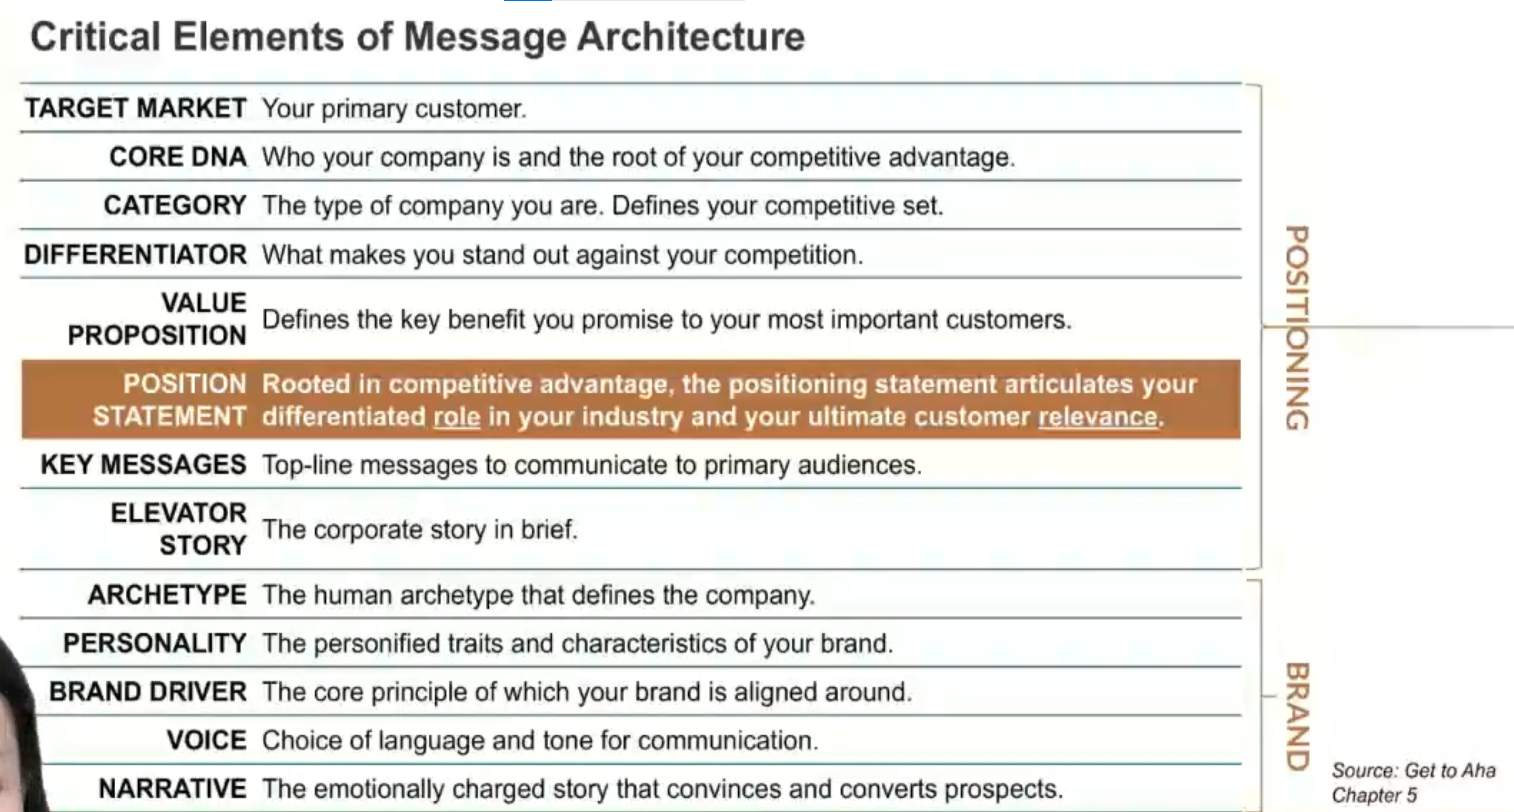 Critical Elements of Message Architecture
TARGET MARKET Your primary customer.
CORE DNA Who your company is and the root of your competitive advantage.
CATEGORY The type of company you are. Defines your competitive set.
DIFFERENTIATOR What makes you stand out against your competition.
VALUE
PROPOSITION
Defines the key benefit you promise to your most important customers.
POSITION
STATEMENT
Rooted in competitive advantage, the positioning statement articulates your
differentiated role in your industry and your ultimate customer relevance.
KEY MESSAGES Top-line messages to communicate to primary audiences.
ELEVATOR
STORY
The corporate story in brief.
POSITIONING
ARCHETYPE The human archetype that defines the company.
PERSONALITY The personified traits and characteristics of your brand.
BRAND DRIVER The core principle of which your brand is aligned around.
VOICE Choice of language and tone for communication.
NARRATIVE The emotionally charged story that convinces and converts prospects.
BRAND
Source: Get to Aha
Chapter 5